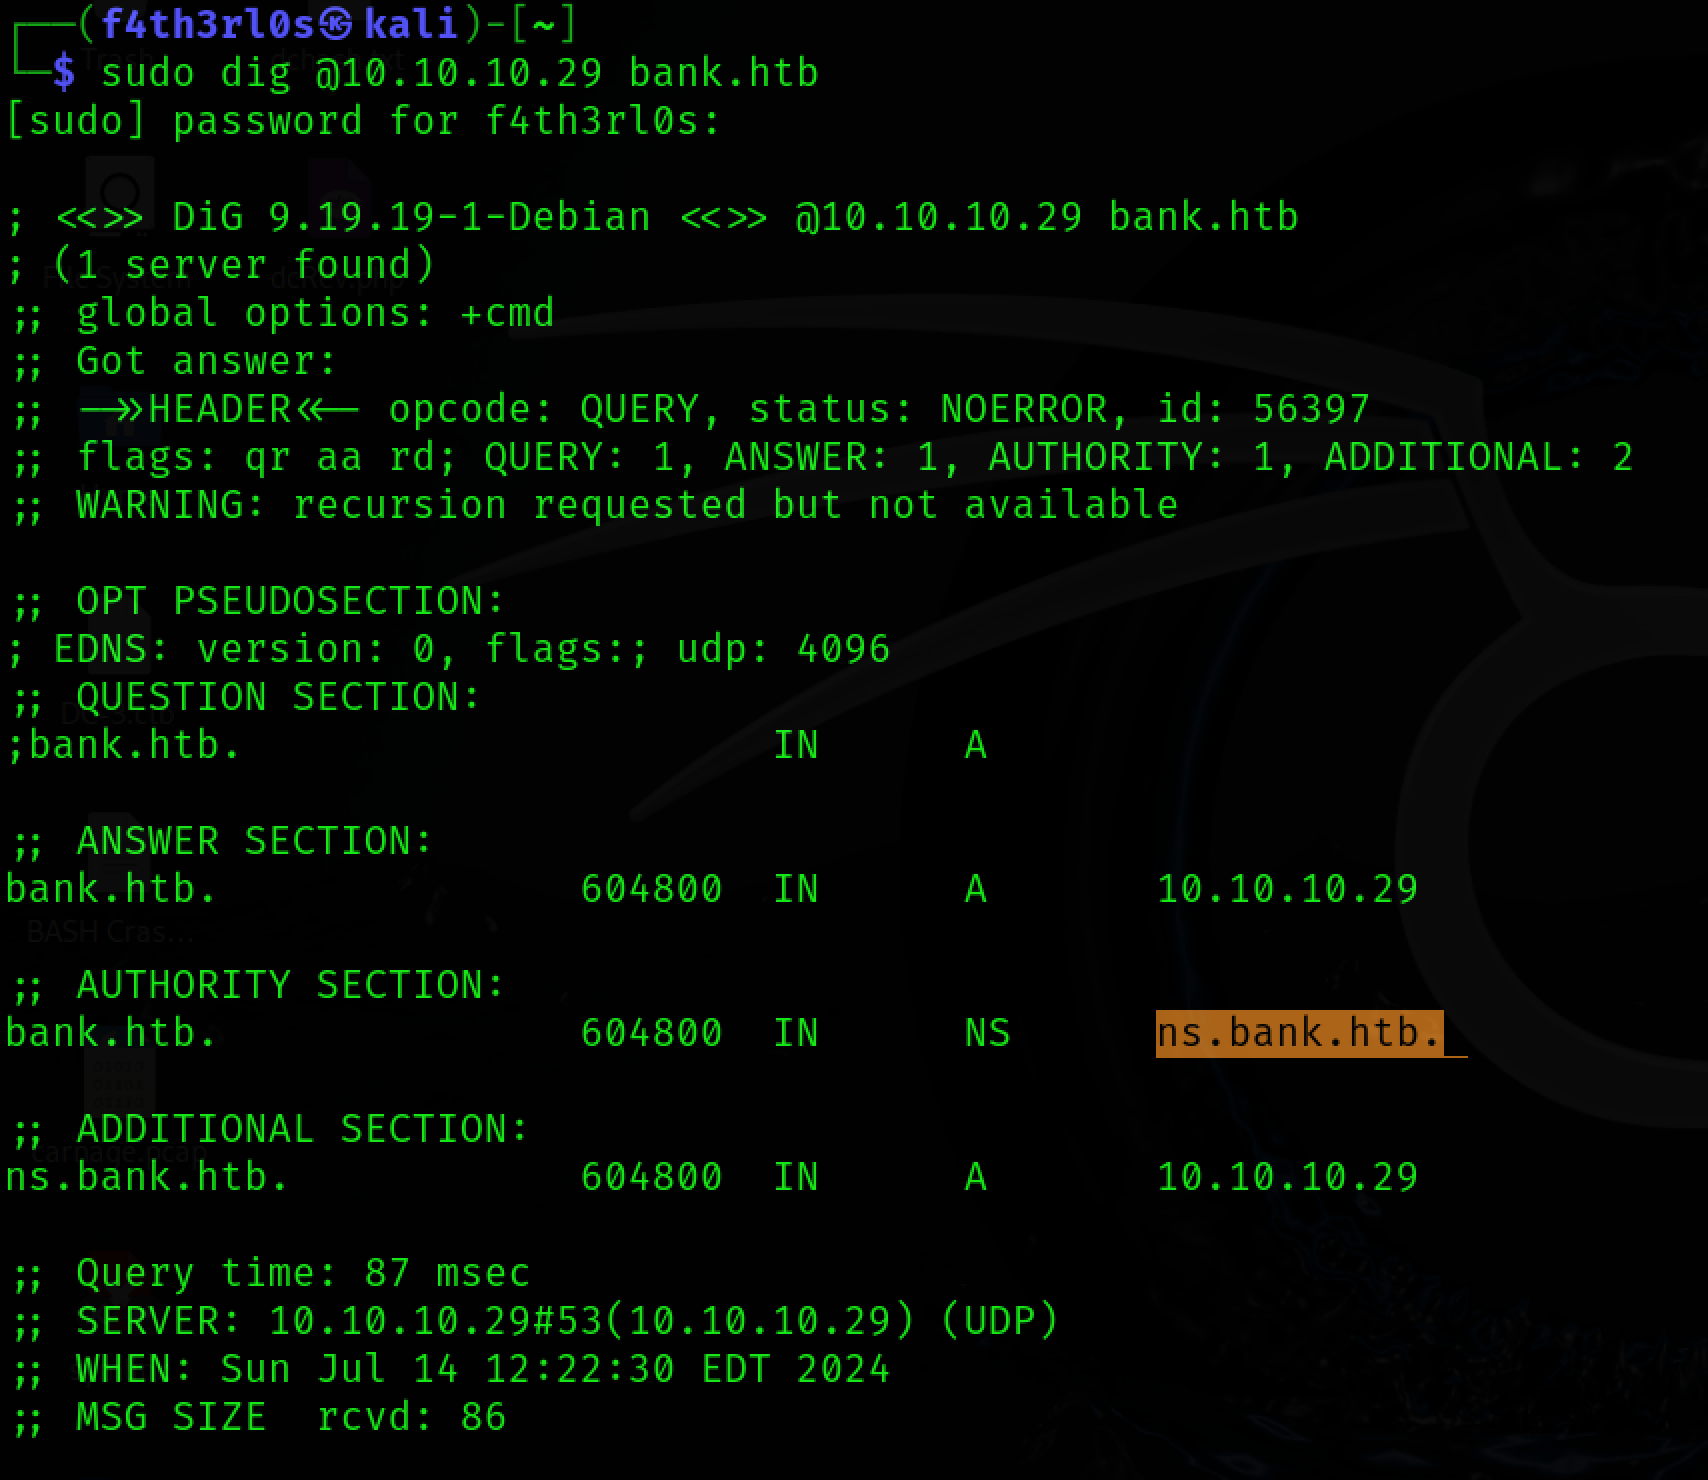 ┌──(f4th3rl0s㉿kali)-[~]
└─$ sudo dig @10.10.10.29 bank.htb
[sudo] password for f4th3rl0s:
; <<>> DiG 9.19.19-1-Debian <<>> @10.10.10.29 bank.htb
; (1 server found)
;; global options: +cmd
;; Got answer:
;; ->>HEADER<<- opcode: QUERY, status: NOERROR, id: 56397
;; flags: qr aa rd; QUERY: 1, ANSWER: 1, AUTHORITY: 1, ADDITIONAL: 2
;; WARNING: recursion requested but not available
;; OPT PSEUDOSECTION:
; EDNS: version: 0, flags:; udp: 4096
;; QUESTION SECTION:
;bank.htb. IN A
;; ANSWER SECTION:
bank.htb. 604800 IN A 10.10.10.29
BASH Cras...
;; AUTHORITY SECTION:
bank.htb. 604800 IN NS ns.bank.htb.
;; ADDITIONAL SECTION:
carnage.pcap
ns.bank.htb. 604800 IN A 10.10.10.29
;; Query time: 87 msec
;; SERVER: 10.10.10.29#53(10.10.10.29) (UDP)
;; WHEN: Sun Jul 14 12:22:30 EDT 2024
;; MSG SIZE  rcvd: 86